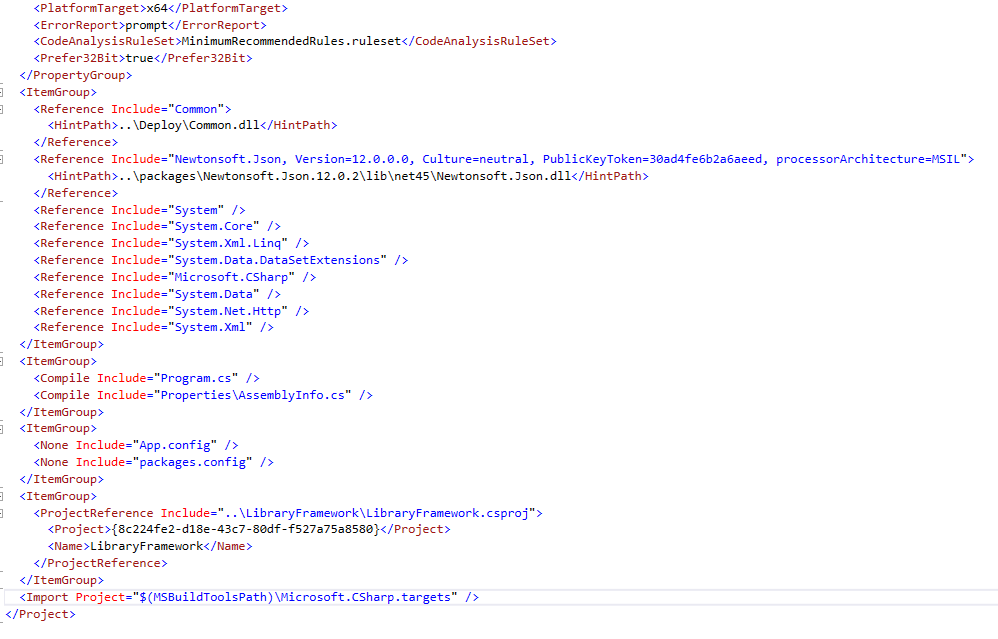 <PlatformTarget>x64</PlatformTarget>
<ErrorReport>prompt</ErrorReport>
<CodeAnalysisRuleSet>MinimumRecommendedRules.ruleset</CodeAnalysisRuleSet>
<Prefer32Bit>true</Prefer32Bit>
</PropertyGroup>
<ItemGroup>
<Reference Include="Common">
<HintPath>..\Deploy\Common.dll</HintPath>
</Reference>
<Reference Include="Newtonsoft.Json, Version=12.0.0.0, Culture=neutral, PublicKeyToken=30ad4fe6b2a6aeed, processorArchitecture=MSIL">
<HintPath>..\packages\Newtonsoft.Json.12.0.2\lib\net45\Newtonsoft.Json.dll</HintPath>
</Reference>
<Reference Include="System" />
<Reference Include="System.Core" />
<Reference Include="System.Xml.Linq" />
<Reference Include="System.Data.DataSetExtensions" />
<Reference Include="Microsoft.CSharp" />
<Reference Include="System.Data" />
<Reference Include="System.Net.Http" />
<Reference Include="System.Xml" />
</ItemGroup>
<ItemGroup>
<Compile Include="Program.cs" />
<Compile Include="Properties\AssemblyInfo.cs" />
</ItemGroup>
<ItemGroup>
<None Include="App.config" />
<None Include="packages.config" />
</ItemGroup>
<ItemGroup>
<ProjectReference Include="..\LibraryFramework\LibraryFramework.csproj">
<Project>{8c224fe2-d18e-43c7-80df-f527a75a8580}</Project>
<Name>LibraryFramework</Name>
</ProjectReference>
</ItemGroup>
<Import Project="$(MSBuildToolsPath)\Microsoft.CSharp.targets" />
</Project>